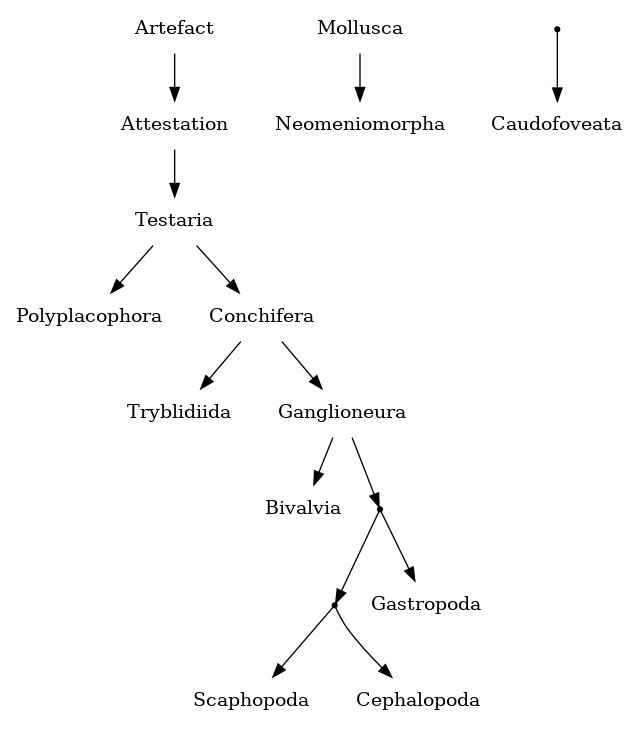 Artefact
Mollusca
Attestation
Neomeniomorpha
Caudofoveata
Testaria
Polyplacophora
Conchifera
Tryblidiida
Ganglioneura
Bivalvia
Gastropoda
Scaphopoda
Cephalopoda